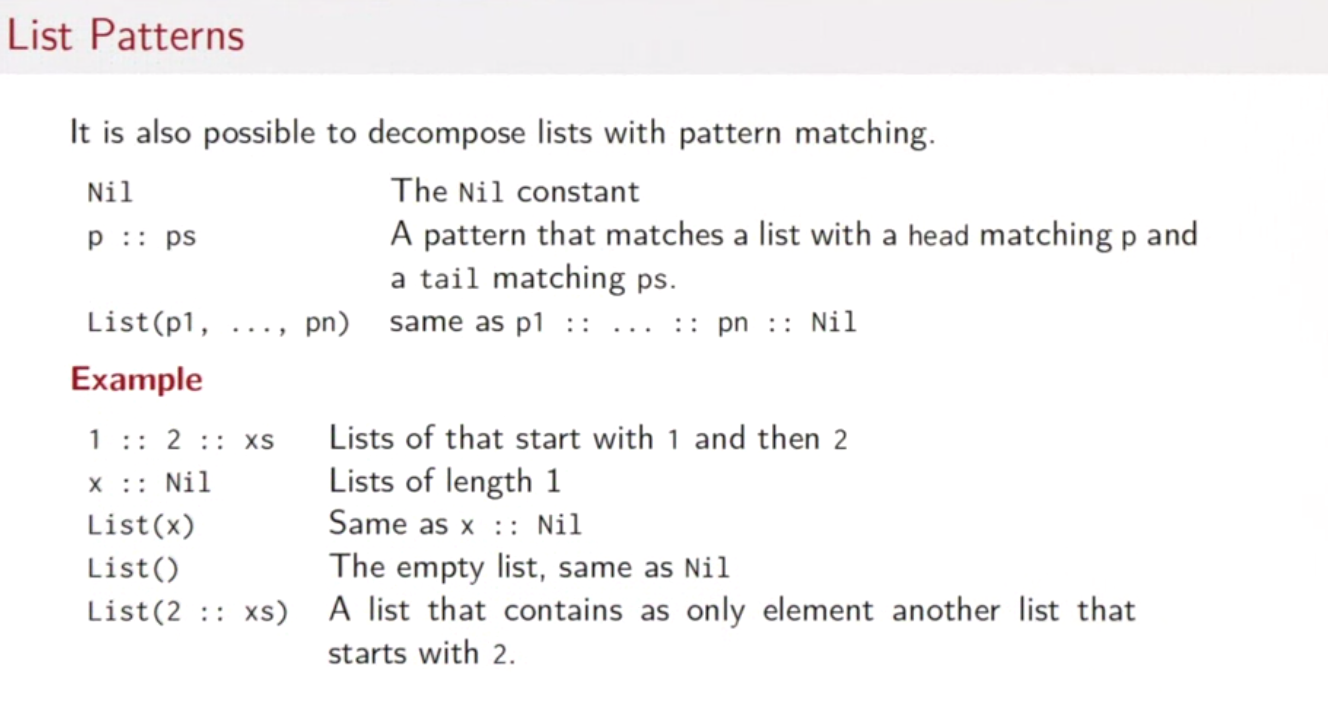 List Patterns
It is also possible to decompose lists with pattern matching.
Nil The Nil constant
p :: ps A pattern that matches a list with a head matching p and
a tail matching ps.
List(p1, ..., pn) same as p1 :: ... :: pn :: Nil
Example
1 :: 2 :: xs Lists of that start with 1 and then 2
x :: Nil Lists of length 1
List(x) Same as x :: Nil
List() The empty list, same as Nil
List(2 :: xs) A list that contains as only element another list that
starts with 2.